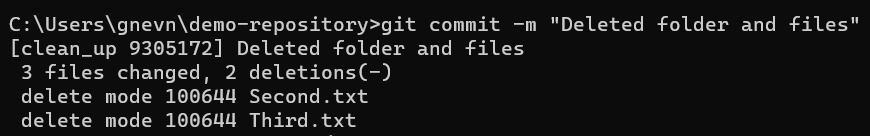 C:\Users\gnevn\demo-repository>git commit -m "Deleted folder and files"
[clean_up 9305172] Deleted folder and files
 3 files changed, 2 deletions(-)
 delete mode 100644 Second.txt
 delete mode 100644 Third.txt